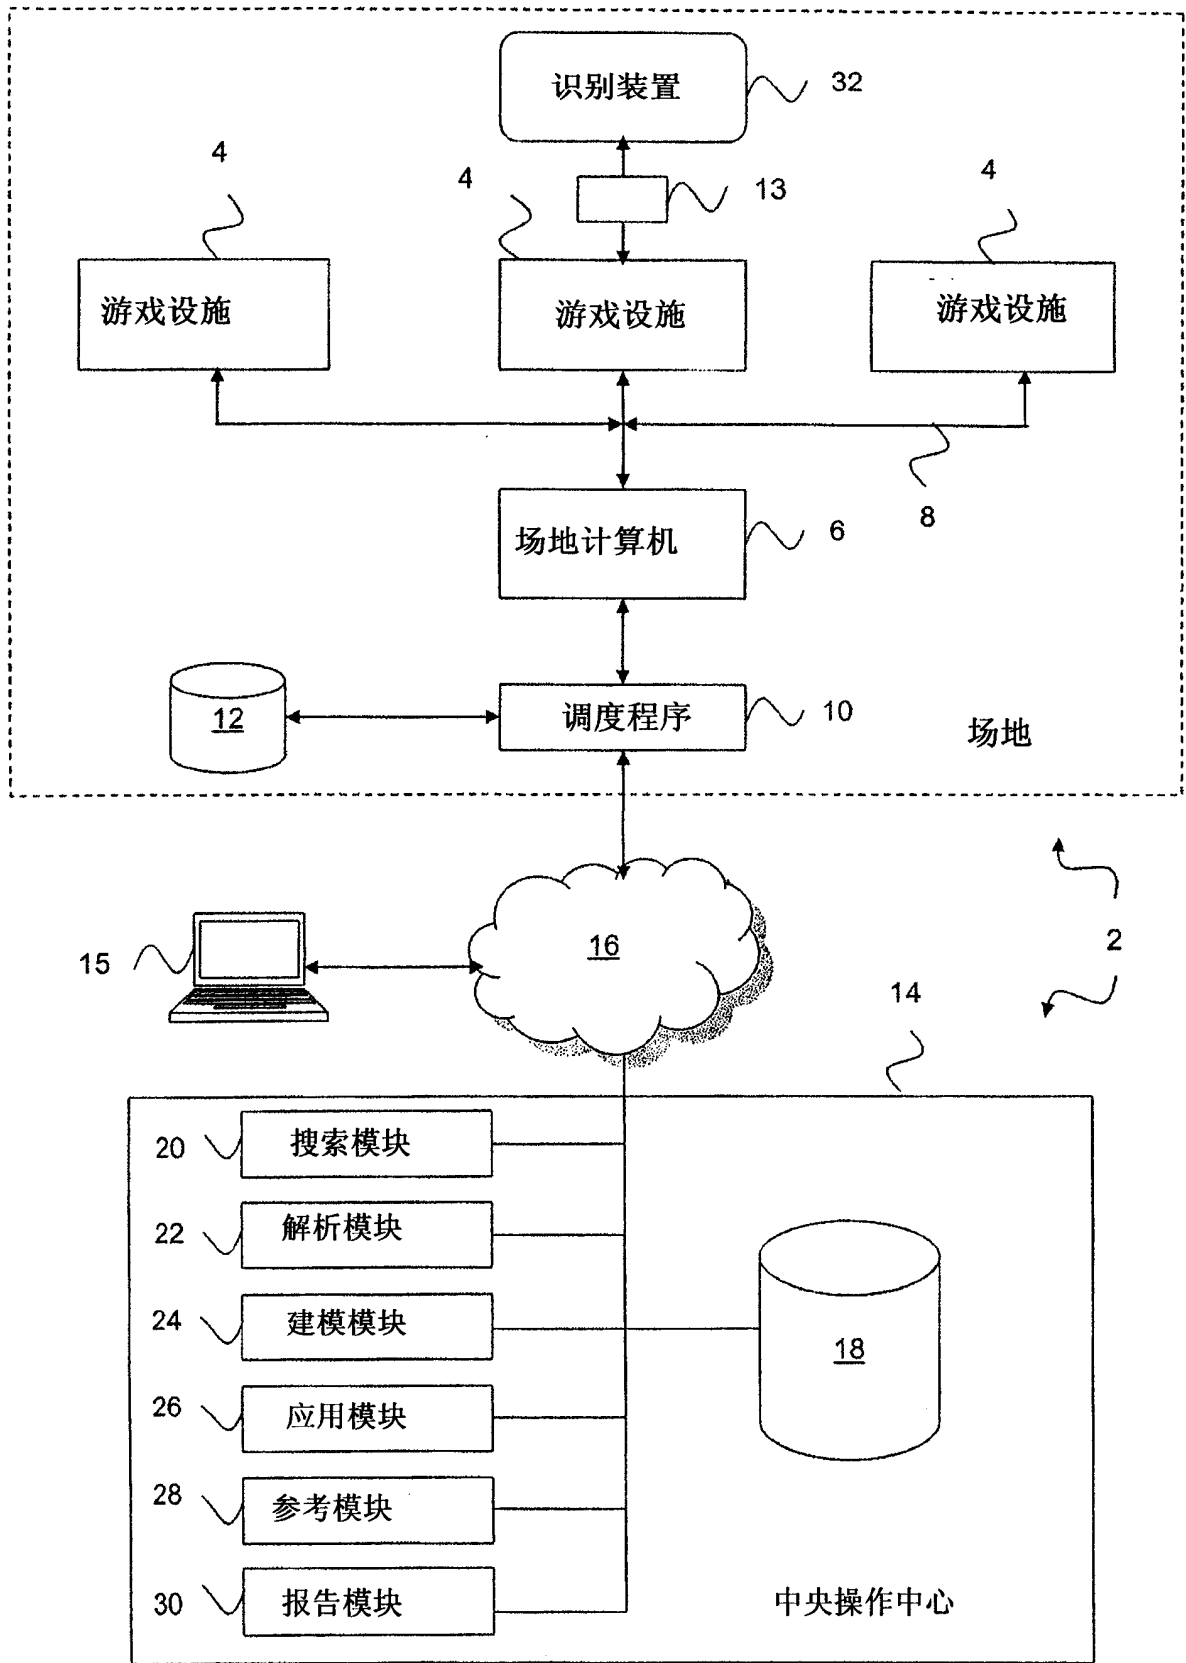 识别装置
32
4
4
13
4
游戏设施
游戏设施
游戏设施
8
场地计算机
6
12
调度程序
10
场地
15
16
2
14
20
搜索模块
22
解析模块
24
建模模块
18
26
应用模块
28
参考模块
30
报告模块
中央操作中心